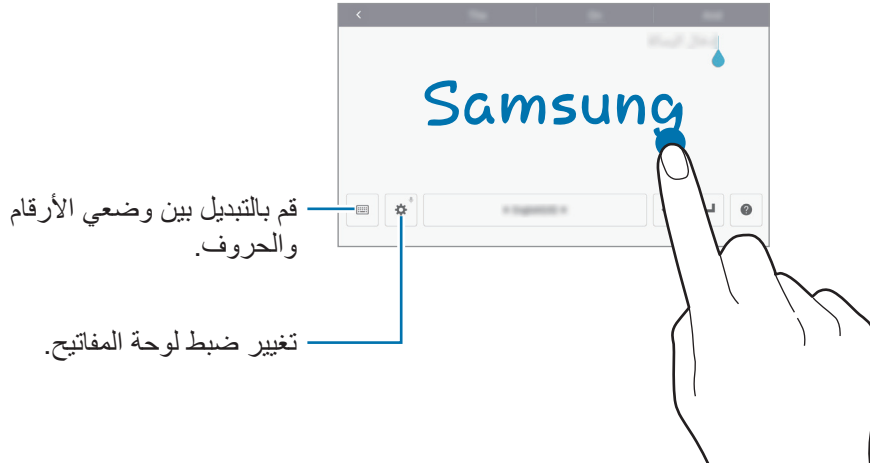 Samsung
قم بالتبديل بين وضعي الأرقام
والحروف.
تغيير ضبط لوحة المفاتيح.